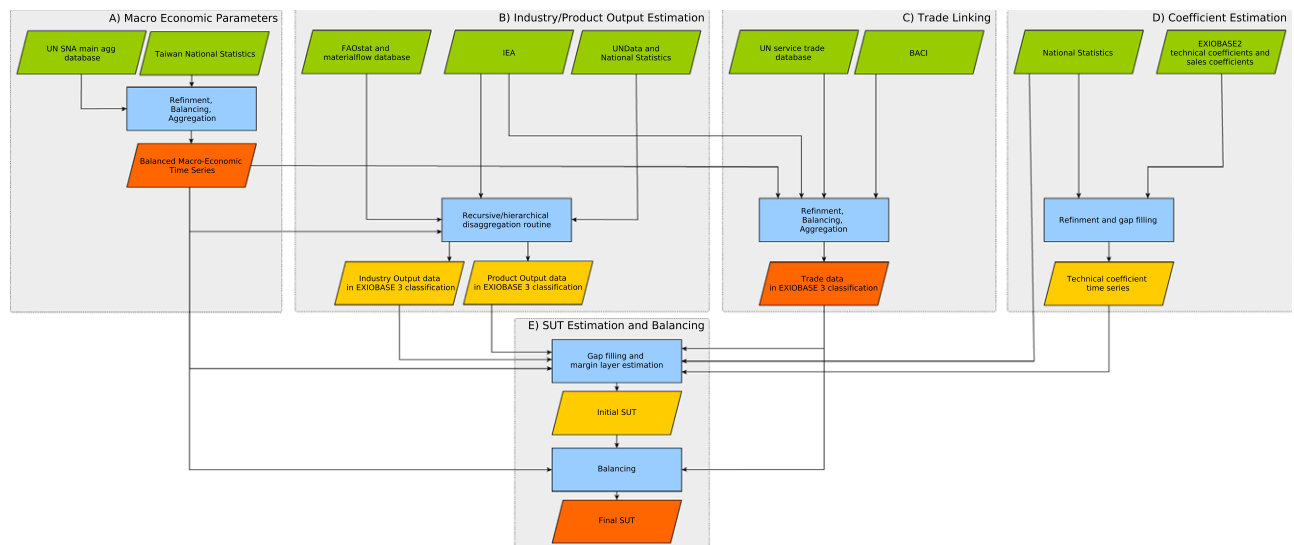 A) Macro Economic Parameters
UN SNA main agg
database
Taiwan National Statistics
Refinment,
Balancing,
Aggregation
Balanced Macro-Economic
Time Series
B) Industry/Product Output Estimation
FAOstat and
materialflow database
IEA
UNData and
National Statistics
Recursive/hierarchical
disaggregation routine
Industry Output data
in EXIOBASE 3 classification
Product Output data
in EXIOBASE 3 classification
C) Trade Linking
UN service trade
database
BACI
Refinment,
Balancing,
Aggregation
Trade data
in EXIOBASE 3 classification
D) Coefficient Estimation
National Statistics
EXIOBASE2
technical coefficients and
sales coefficients
Refinment and gap filling
Technical coefficient
time series
E) SUT Estimation and Balancing
Gap filling and
margin layer estimation
Initial SUT
Balancing
Final SUT